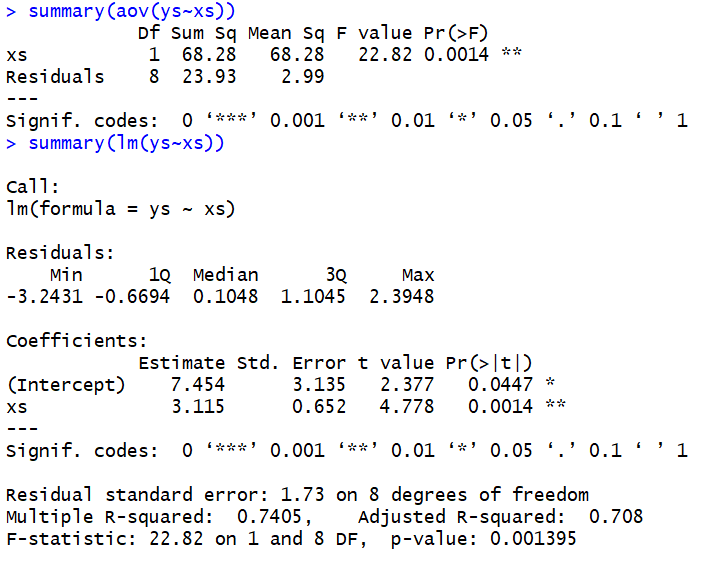 > summary(aov(ys~xs))
            Df Sum Sq Mean Sq F value Pr(>F)
xs           1  68.28   68.28   22.82 0.0014 **
Residuals    8  23.93    2.99
---
Signif. codes:  0 ‘***’ 0.001 ‘**’ 0.01 ‘*’ 0.05 ‘.’ 0.1 ‘ ’ 1
> summary(lm(ys~xs))
Call:
lm(formula = ys ~ xs)
Residuals:
    Min      1Q  Median      3Q     Max
-3.2431 -0.6694  0.1048  1.1045  2.3948
Coefficients:
            Estimate Std. Error t value Pr(>|t|)
(Intercept)    7.454      3.135   2.377   0.0447 *
xs             3.115      0.652   4.778   0.0014 **
---
Signif. codes:  0 ‘***’ 0.001 ‘**’ 0.01 ‘*’ 0.05 ‘.’ 0.1 ‘ ’ 1
Residual standard error: 1.73 on 8 degrees of freedom
Multiple R-squared:  0.7405,    Adjusted R-squared:  0.708
F-statistic: 22.82 on 1 and 8 DF,  p-value: 0.001395